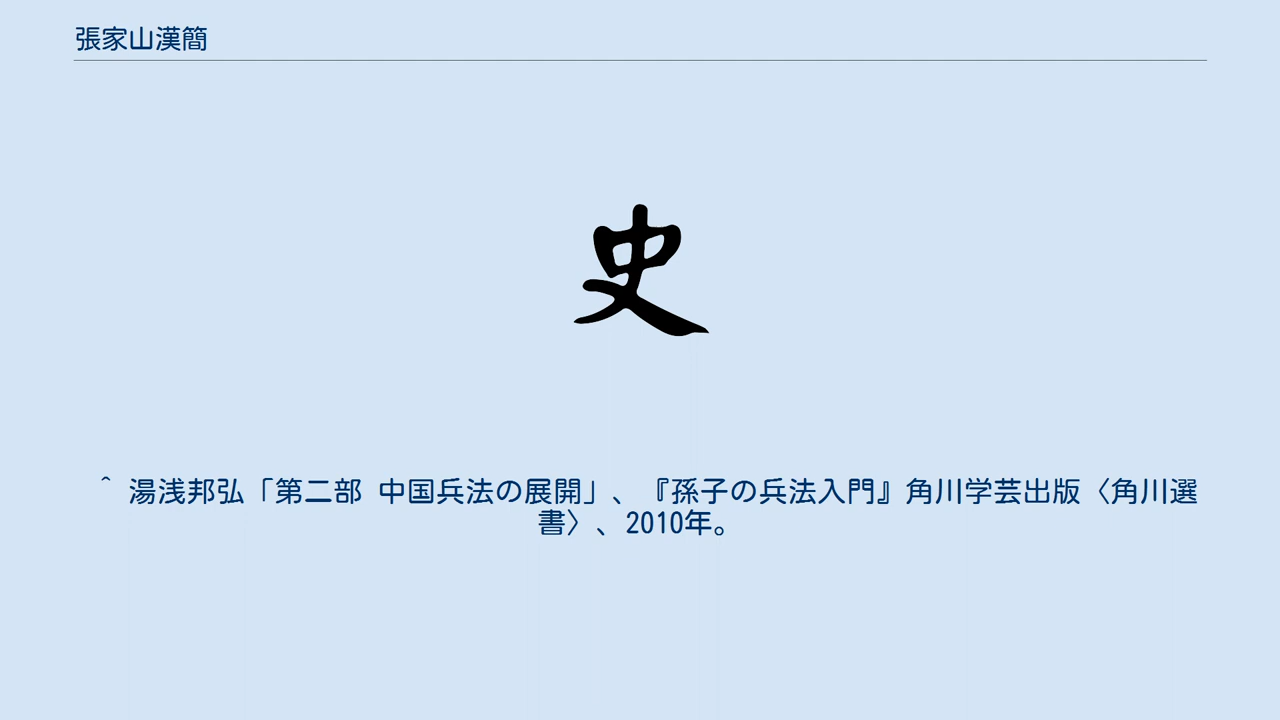 張家山漢簡
史
^ 湯浅邦弘「第二部 中国兵法の展開」、『孫子の兵法入門』角川学芸出版〈角川選
書〉、2010年。